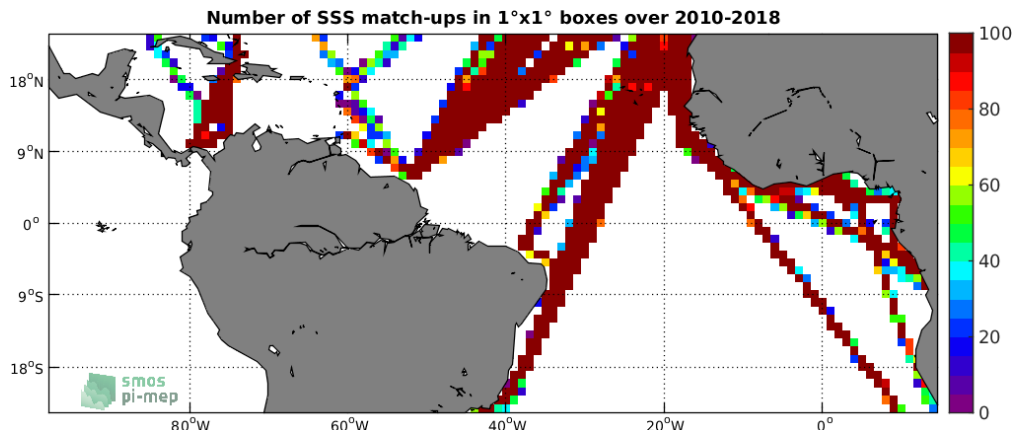 Number of SSS match-ups in 1°x1° boxes over 2010-2018
100
18°N
80
9°N
60
0°
40
9°S
20
18°S
smos
pi-mep
0
80°W
60°W
40°W
20°W
0°